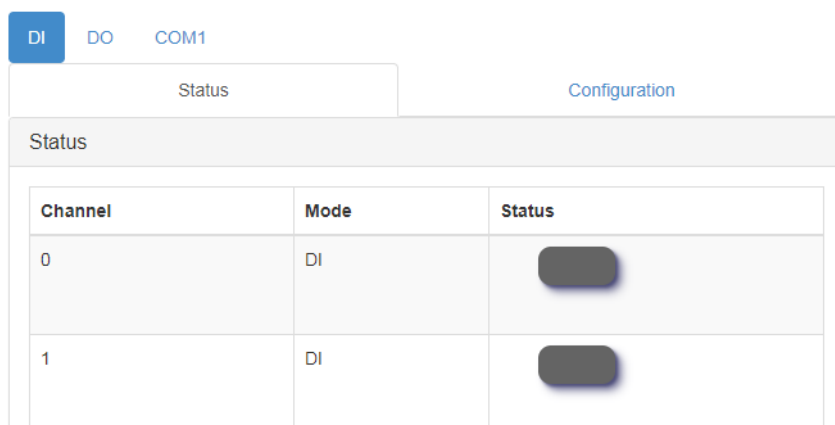 DI DO COM1
Status Configuration
Status
Channel Mode Status
0 DI
1 DI